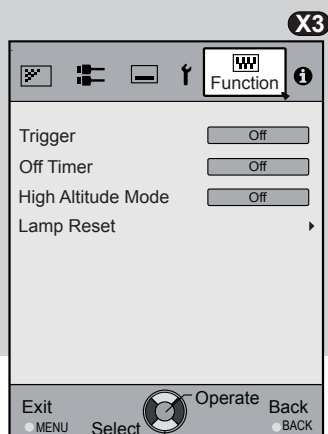 X3
Function
Trigger Off
Off Timer Off
High Altitude Mode Off
Lamp Reset
Exit Operate Back
MENU Select BACK